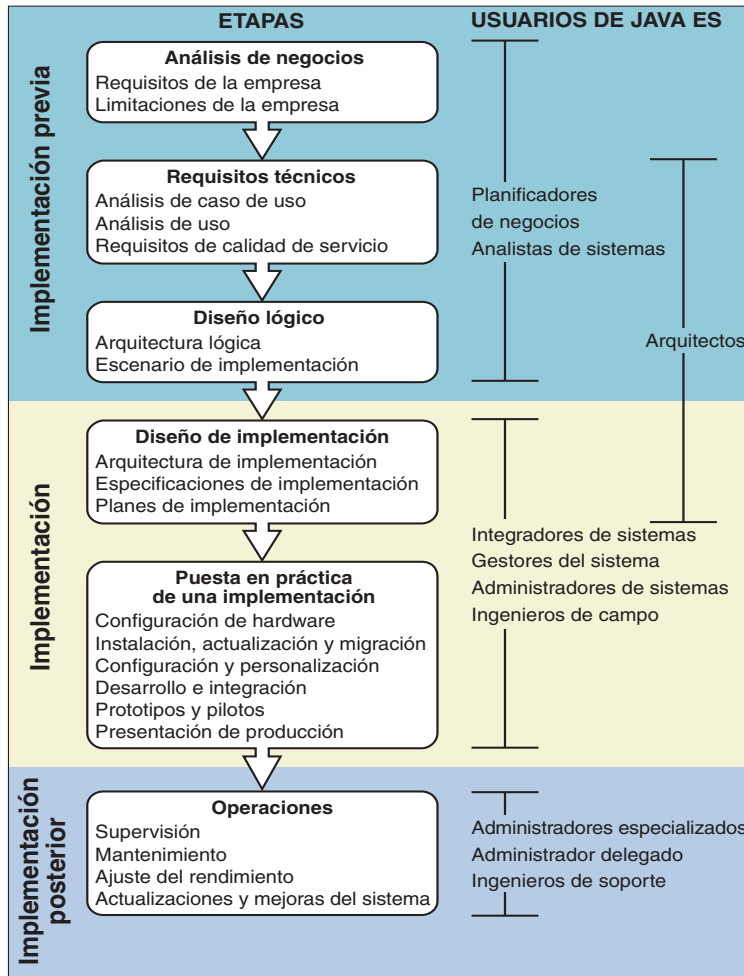 ETAPAS
USUARIOS DE JAVA ES
Implementación previa
Análisis de negocios
Requisitos de la empresa
Limitaciones de la empresa
Requisitos técnicos
Análisis de caso de uso
Análisis de uso
Requisitos de calidad de servicio
Diseño lógico
Arquitectura lógica
Escenario de implementación
Planificadores
de negocios
Analistas de sistemas
Arquitectos
Implementación
Diseño de implementación
Arquitectura de implementación
Especificaciones de implementación
Planes de implementación
Puesta en práctica
de una implementación
Configuración de hardware
Instalación, actualización y migración
Configuración y personalización
Desarrollo e integración
Prototipos y pilotos
Presentación de producción
Integradores de sistemas
Gestores del sistema
Administradores de sistemas
Ingenieros de campo
Implementación
posterior
Operaciones
Supervisión
Mantenimiento
Ajuste del rendimiento
Actualizaciones y mejoras del sistema
Administradores especializados
Administrador delegado
Ingenieros de soporte